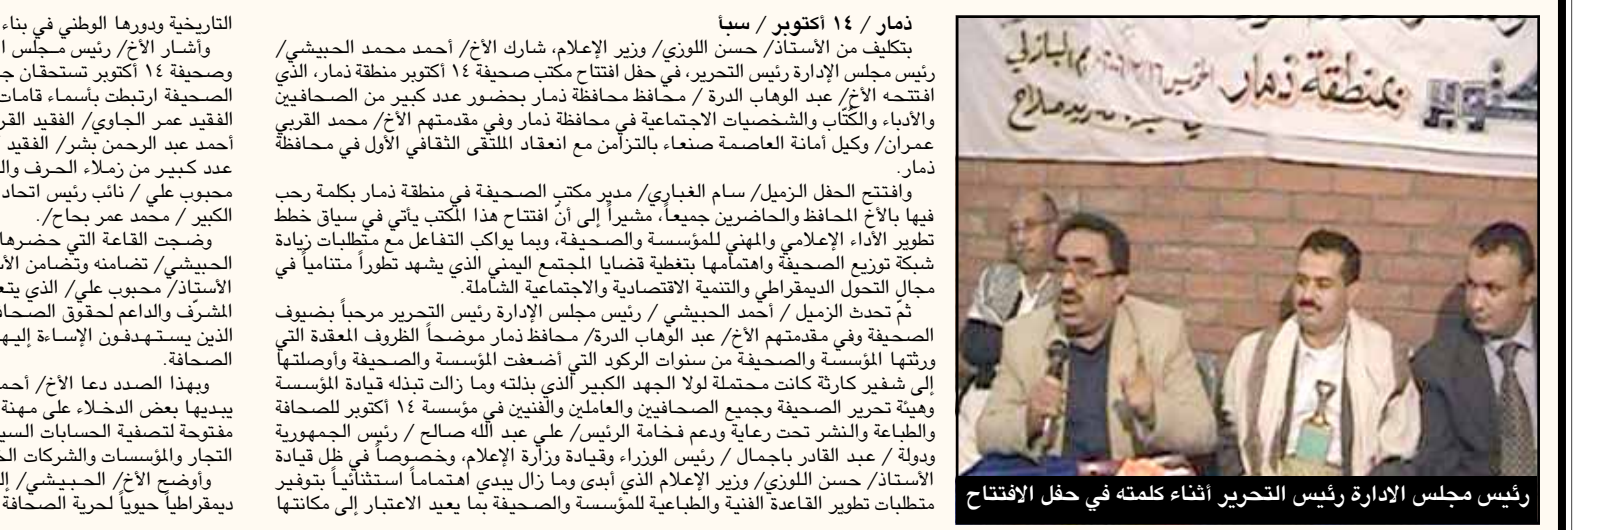 ذمار / ١٤ أكتوبر / سبأ
بتكليف من الأستاذ/ حسن اللوزي/ وزير الإعلام، شارك الأخ/ أحمد محمد الحبيشي/
رئيس مجلس الإدارة رئيس التحرير، في حفل افتتاح مكتب صحيفة ١٤ أكتوبر منطقة ذمار، الذي
افتتحه الأخ/ عبد الوهاب الدرة / محافظ محافظة ذمار بحضور عدد كبير من الصحافيين
والأدباء والكتّاب والشخصيات الاجتماعية في محافظة ذمار وفي مقدمتهم الأخ/ محمد القربي
عمران/ وكيل أمانة العاصمة صنعاء بالتزامن مع انعقاد الملتقى الثقافي الأول في محافظة
ذمار.
وافتتح الحفل الزميل/ سام الغباري/ مدير مكتب الصحيفة في منطقة ذمار بكلمة رحب
فيها بالأخ المحافظ والحاضرين جميعاً، مشيراً إلى أنّ افتتاح هذا المكتب يأتي في سياق خطط
تطوير الأداء الإعلامي والمهني للمؤسسة والصحيفة، وبما يواكب التفاعل مع متطلبات زيادة
شبكة توزيع الصحيفة واهتمامها بتغطية قضايا المجتمع اليمني الذي يشهد تطوراً متنامياً في
مجال التحول الديمقراطي والتنمية الاقتصادية والاجتماعية الشاملة.
ثمّ تحدث الزميل / أحمد الحبيشي / رئيس مجلس الإدارة رئيس التحرير مرحباً بضيوف
الصحيفة وفي مقدمتهم الأخ/ عبد الوهاب الدرة/ محافظ ذمار موضحاً الظروف المعقدة التي
ورثتها المؤسسة والصحيفة من سنوات الركود التي أضعفت المؤسسة والصحيفة وأوصلتها
إلى شفير كارثة كانت محتملة لولا الجهد الكبير الذي بذلته وما زالت تبذله قيادة المؤسسة
وهيئة تحرير الصحيفة وجميع الصحافيين والعاملين والفنيين في مؤسسة ١٤ أكتوبر للصحافة
والطباعة والنشر تحت رعاية ودعم فخامة الرئيس/ علي عبد الله صالح / رئيس الجمهورية
ودولة / عبد القادر باجمال / رئيس الوزراء وقيادة وزارة الإعلام، وخصوصاً في ظل قيادة
الأستاذ/ حسن اللوزي/ وزير الإعلام الذي أبدى وما زال يبدي اهتماماً استثنائياً بتوفير
متطلبات تطوير القاعدة الفنية والطباعية للمؤسسة والصحيفة بما يعيد الاعتبار إلى مكانتها
التاريخية ودورها الوطني في بناء
وأشار الأخ/ رئيس مجلس
وصحيفة ١٤ أكتوبر تستحقان
الصحيفة ارتبطت بأسماء قامات
الفقيد عمر الجاوي/ الفقيد
أحمد عبد الرحمن بشر/ الفقيد
عدد كبير من زملاء الحرف
محبوب علي / نائب رئيس اتحاد
الكبير / محمد عمر بحاح/.
وضجت القاعة التي حضرها
الحبيشي/ تضامنه وتضامن
الأستاذ/ محبوب علي/ الذي
المشرّف والداعم لحقوق
الذين يستهدفون الإساءة
الصحافة.
وبهذا الصدد دعا الأخ/
يبديها بعض الدخلاء على مهنة
مفتوحة لتصفية الحسابات
التجار والمؤسسات والشركات
وأوضح الأخ/ الحبيشي/
ديمقراطياً حيوياً لحرية الصحافة
بمنطقة ذمار
رئيس مجلس الادارة رئيس التحرير أثناء كلمته في حفل الافتتاح